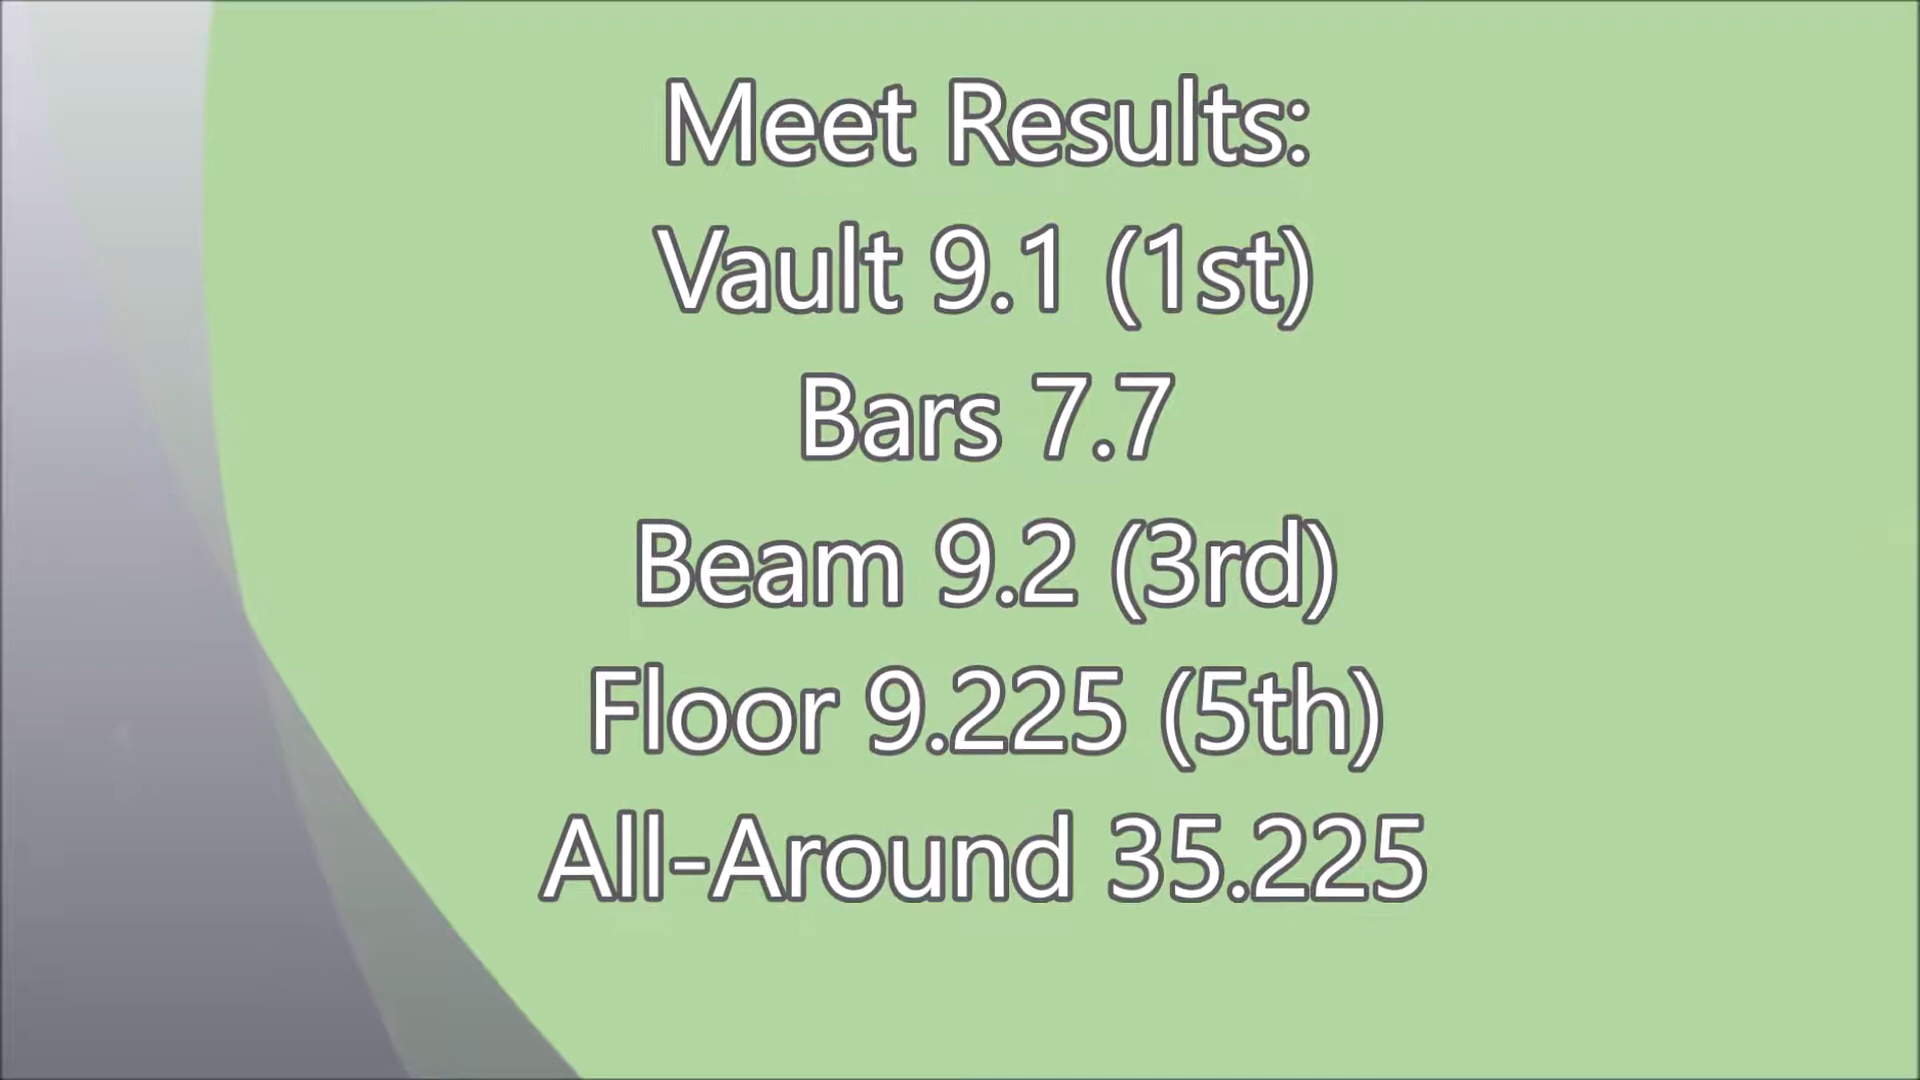 Meet Results:
Vault 9.1 (1st)
Bars 7.7
Beam 9.2 (3rd)
Floor 9.225 (5th)
All-Around 35.225